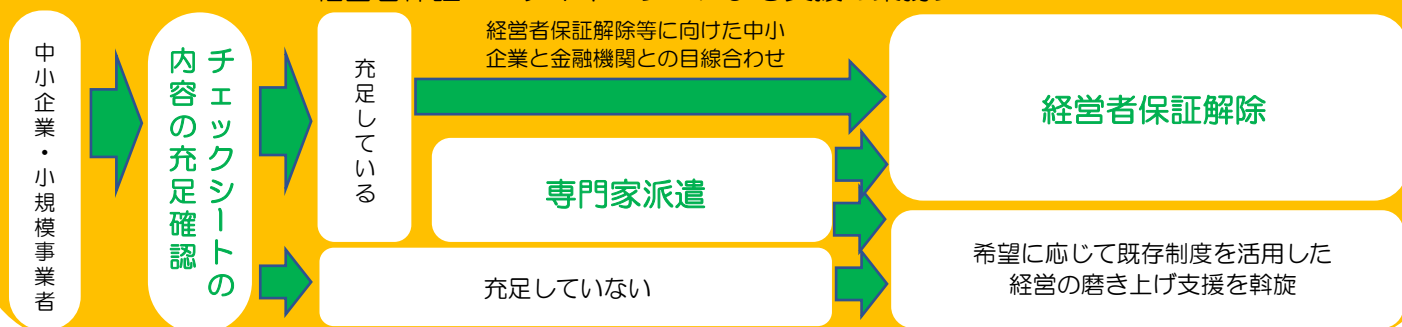 中小企業・小規模事業者
チェックシートの
内容の充足確認
充足している
経営者保証解除等に向けた中小
企業と金融機関との目線合わせ
専門家派遣
経営者保証解除
充足していない
希望に応じて既存制度を活用した
経営の磨き上げ支援を斡旋